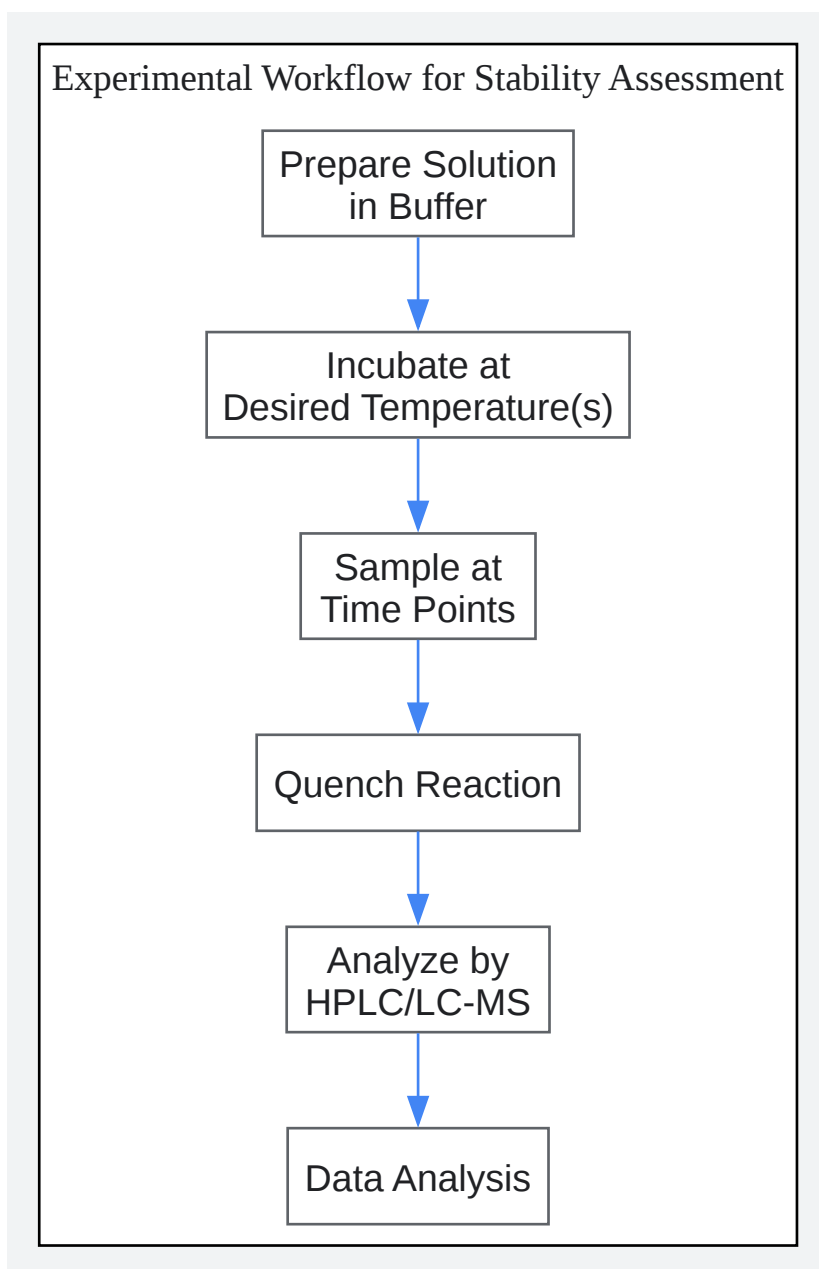 Experimental Workflow for Stability Assessment
Prepare Solution
in Buffer
Incubate at
Desired Temperature(s)
Sample at
Time Points
Quench Reaction
Analyze by
HPLC/LC-MS
Data Analysis